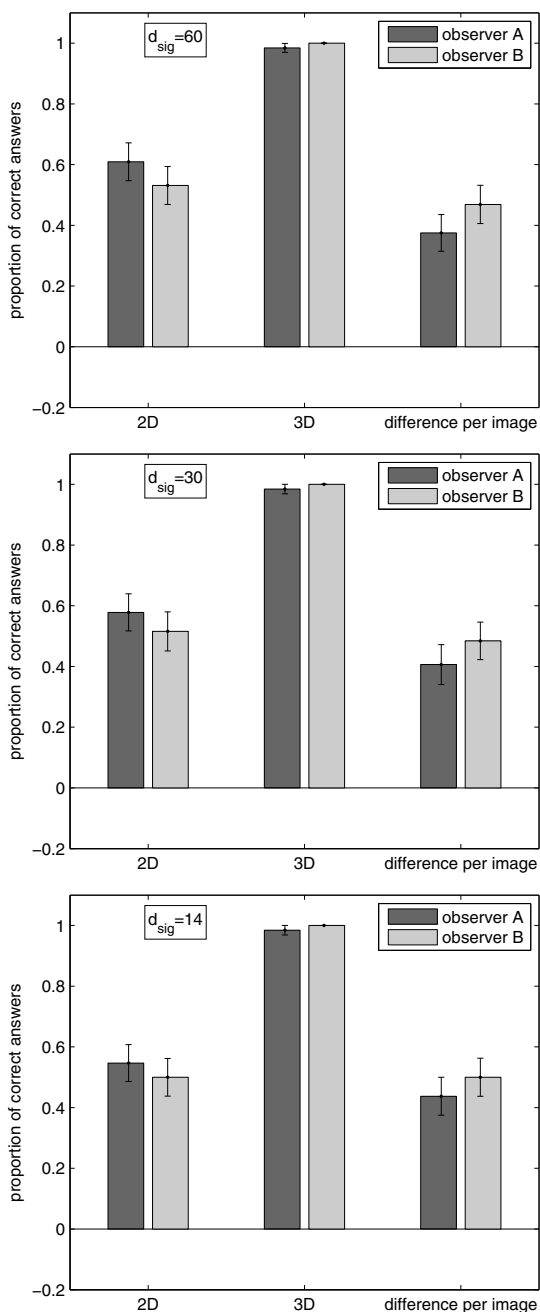 d_sig=60
observer A
observer B
1
0.8
0.6
0.4
0.2
0
−0.2
proportion of correct answers
2D 3D difference per image
d_sig=30
observer A
observer B
1
0.8
0.6
0.4
0.2
0
−0.2
proportion of correct answers
2D 3D difference per image
d_sig=14
observer A
observer B
1
0.8
0.6
0.4
0.2
0
−0.2
proportion of correct answers
2D 3D difference per image